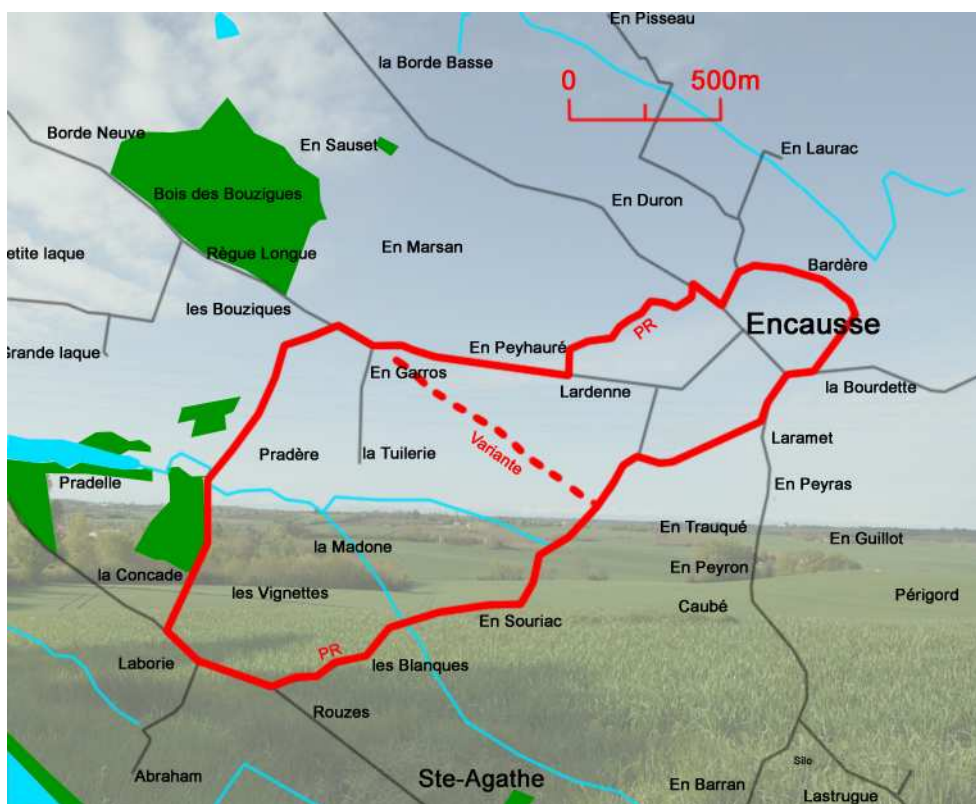 En Pisseau
la Borde Basse
0 500m
Borde Neuve
En Sauset
En Laurac
Bois des Bouzigues
En Duron
etite laque
Règue Longue
En Marsan
Bardère
les Bouziques
Encausse
PR
En Peyhauré
Grande laque
En Garros
Lardenne
la Bourdette
Variante
Laramet
Pradère
la Tuilerie
Pradelle
En Peyras
En Trauqué
En Guillot
la Madone
la Concade
En Peyron
les Vignettes
Caubé
Périgord
En Souriac
PR
Laborie
les Blanques
Rouzes
Abraham
Ste-Agathe
Silo
En Barran
Lastrugue